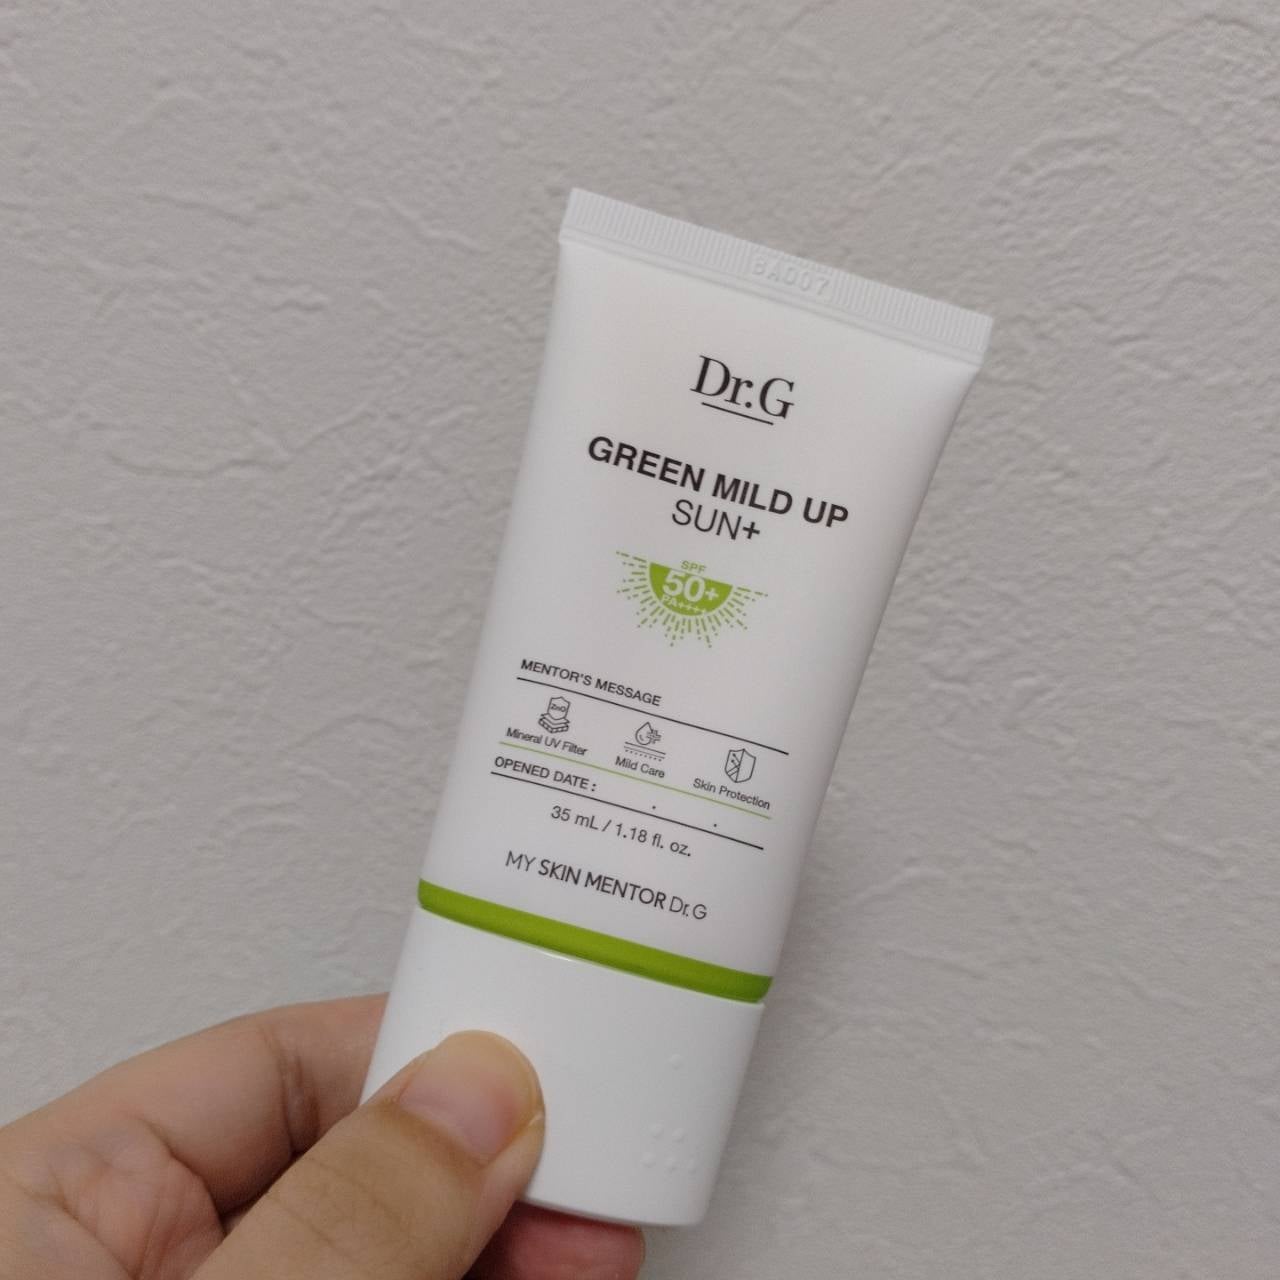 6A007
Dr.G
GREEN MILD UP
SUN+
SPF
50+
PA++++
MENTOR'S MESSAGE
ZnO
Mineral UV Filter
Mild Care
Skin Protection
OPENED DATE : . .
35 mL / 1.18 fl. oz.
MY SKIN MENTOR Dr.G